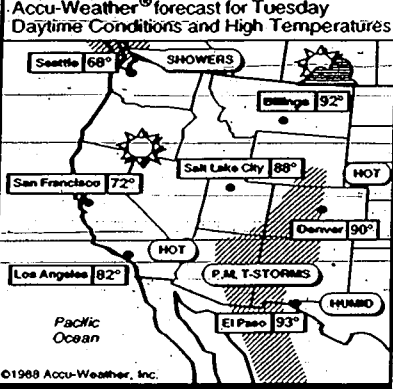 Accu-Weather® forecast for Tuesday
Daytime Conditions and High Temperatures
Seattle 68°
SHOWERS
Billings 92°
Salt Lake City 88°
HOT
San Francisco 72°
Denver 90°
HOT
Los Angeles 82°
P.M. T-STORMS
HUMID
El Paso 93°
Pacific
Ocean
©1988 Accu-Weather, Inc.